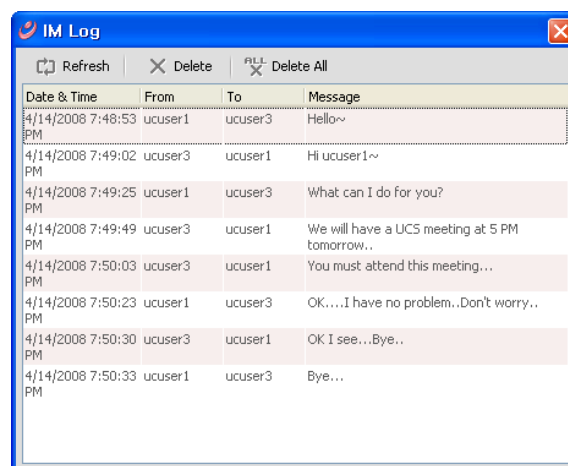 IM Log
Refresh Delete ALL Delete All
Date & Time From To Message
4/14/2008 7:48:53 PM ucuser1 ucuser3 Hello~
4/14/2008 7:49:02 PM ucuser3 ucuser1 Hi ucuser1~
4/14/2008 7:49:25 PM ucuser1 ucuser3 What can I do for you?
4/14/2008 7:49:49 PM ucuser3 ucuser1 We will have a UCS meeting at 5 PM tomorrow..
4/14/2008 7:50:03 PM ucuser3 ucuser1 You must attend this meeting...
4/14/2008 7:50:23 PM ucuser1 ucuser3 OK....I have no problem..Don't worry..
4/14/2008 7:50:30 PM ucuser3 ucuser1 OK I see...Bye..
4/14/2008 7:50:33 PM ucuser1 ucuser3 Bye...